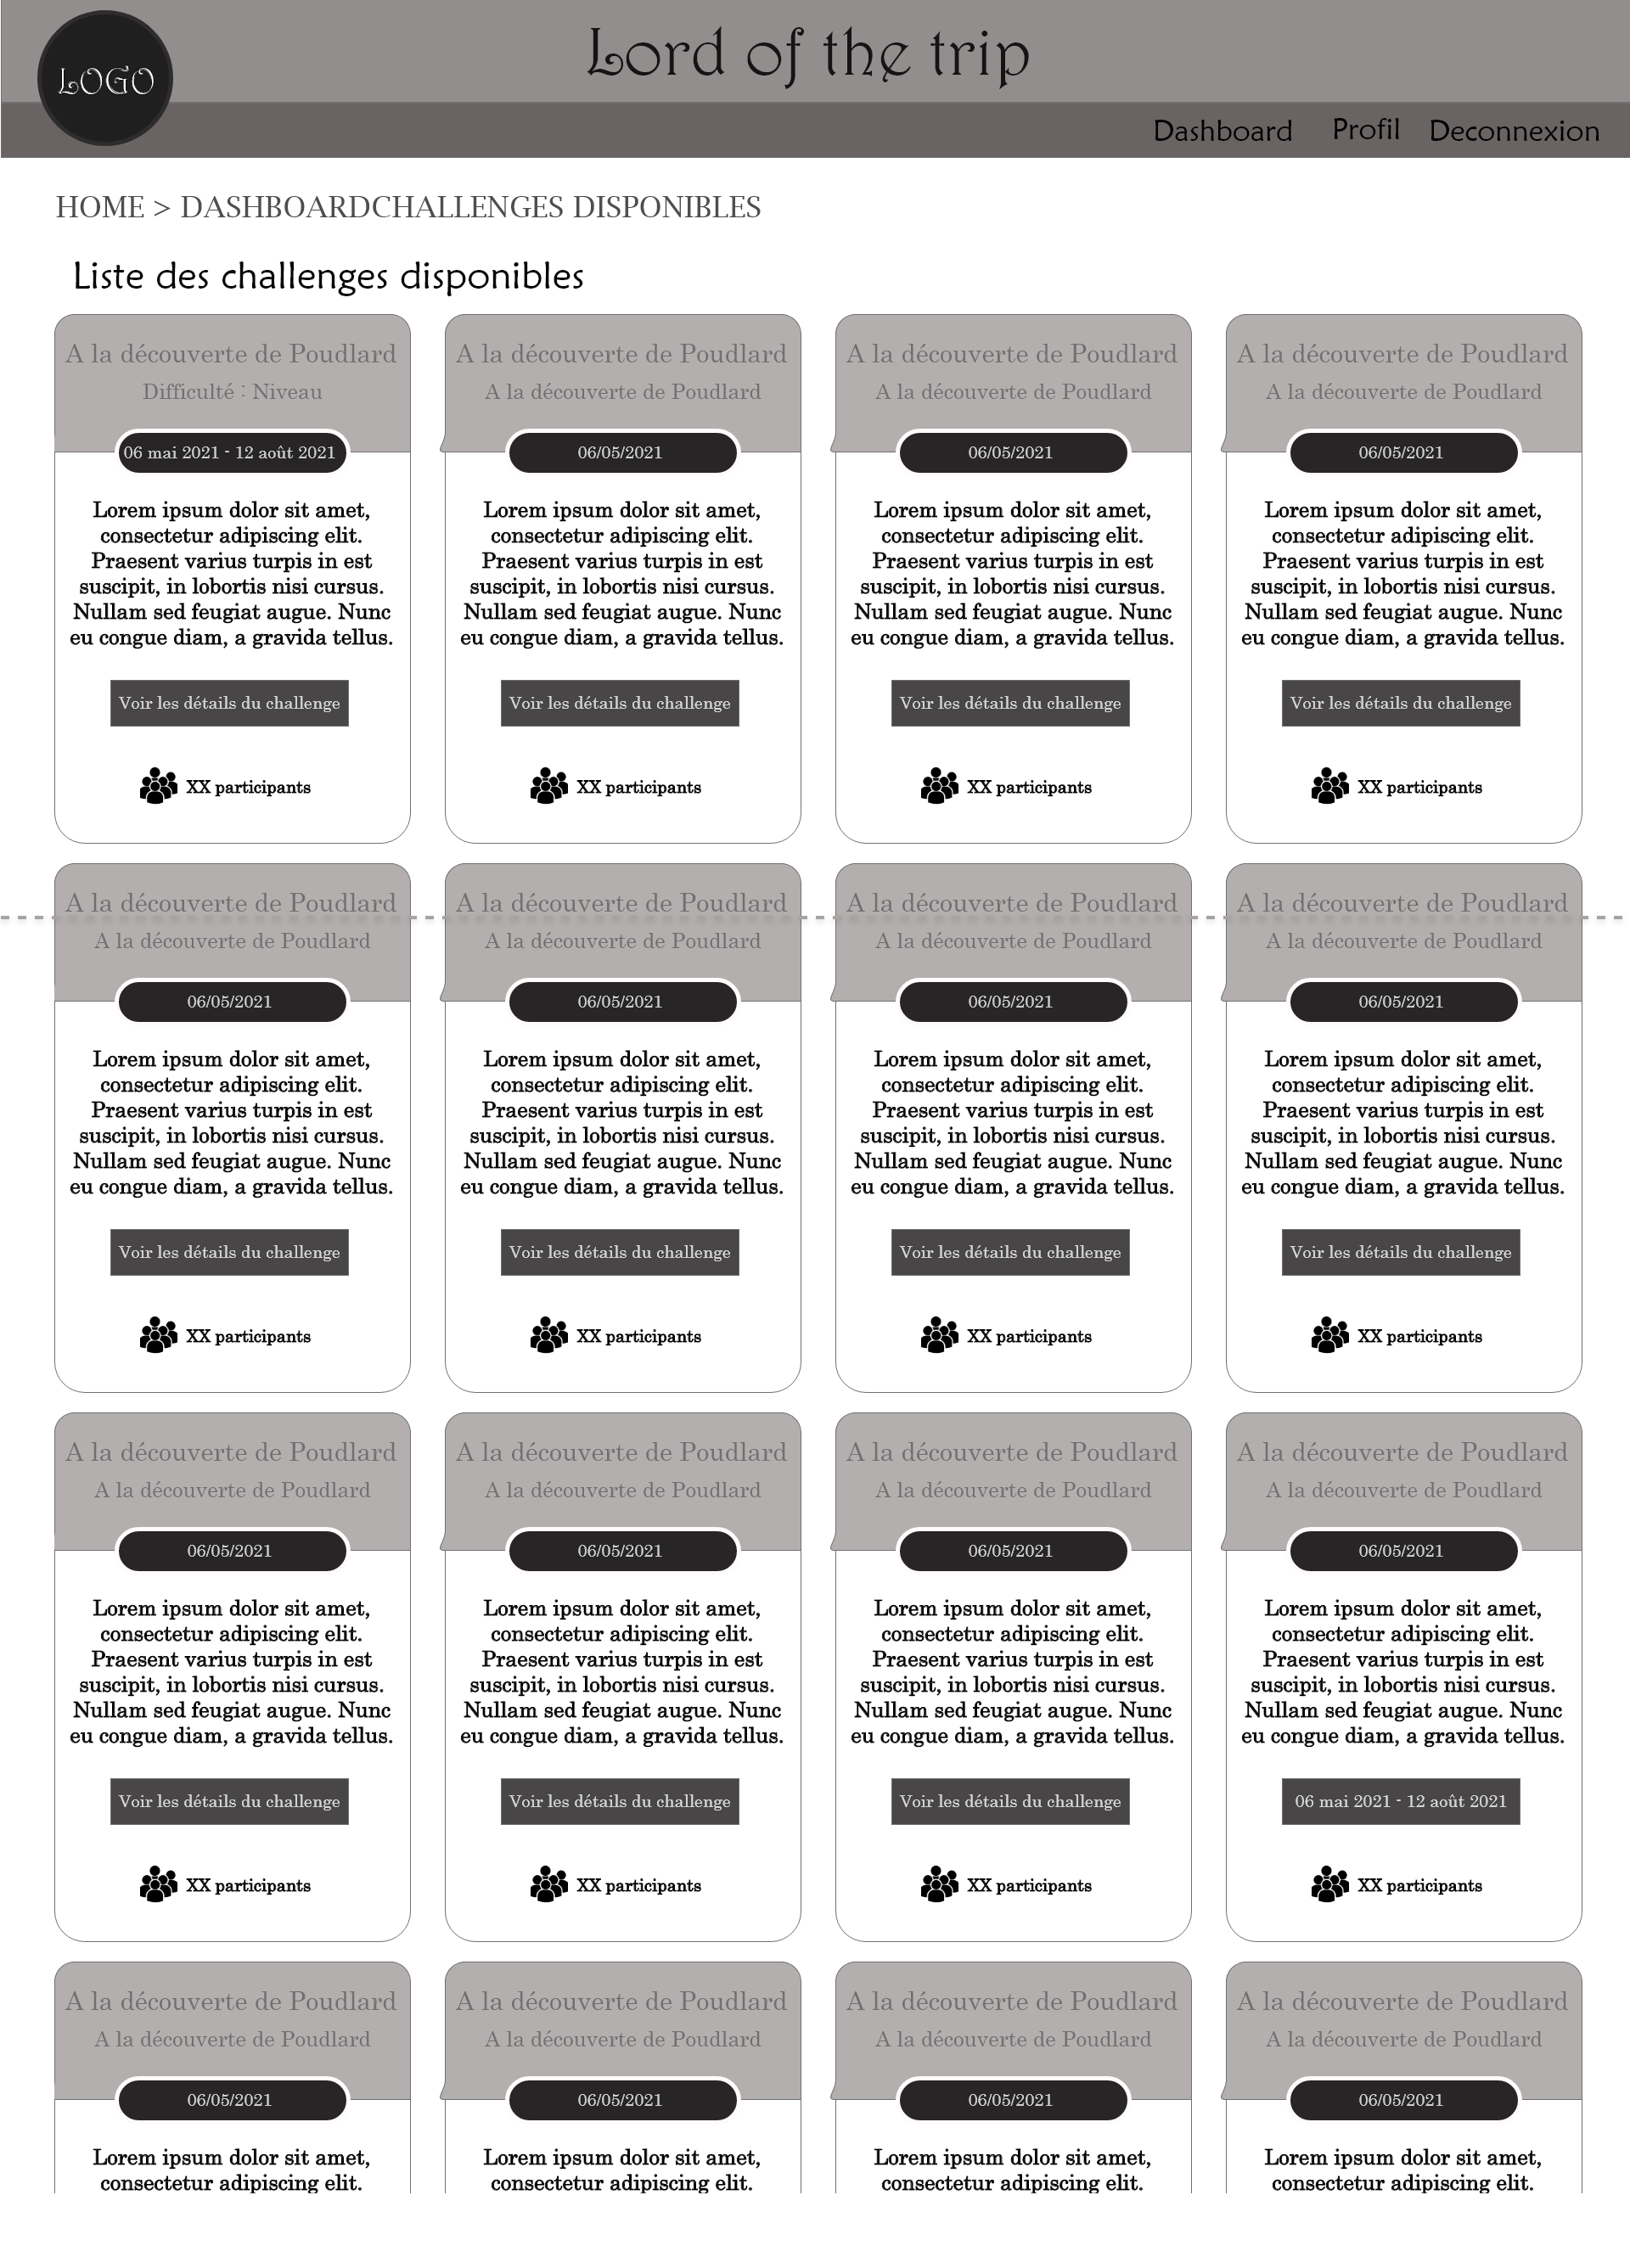 Lord of the trip
LOGO
Dashboard Profil Deconnexion
HOME > DASHBOARDCHALLENGES DISPONIBLES
Liste des challenges disponibles
A la découverte de Poudlard A la découverte de Poudlard A la découverte de Poudlard A la découverte de Poudlard
Difficulté : Niveau A la découverte de Poudlard A la découverte de Poudlard A la découverte de Poudlard
06 mai 2021 - 12 août 2021 06/05/2021 06/05/2021 06/05/2021
Lorem ipsum dolor sit amet, Lorem ipsum dolor sit amet, Lorem ipsum dolor sit amet, Lorem ipsum dolor sit amet,
consectetur adipiscing elit. consectetur adipiscing elit. consectetur adipiscing elit. consectetur adipiscing elit.
Praesent varius turpis in est Praesent varius turpis in est Praesent varius turpis in est Praesent varius turpis in est
suscipit, in lobortis nisi cursus. suscipit, in lobortis nisi cursus. suscipit, in lobortis nisi cursus. suscipit, in lobortis nisi cursus.
Nullam sed feugiat augue. Nunc Nullam sed feugiat augue. Nunc Nullam sed feugiat augue. Nunc Nullam sed feugiat augue. Nunc
eu congue diam, a gravida tellus. eu congue diam, a gravida tellus. eu congue diam, a gravida tellus. eu congue diam, a gravida tellus.
Voir les détails du challenge Voir les détails du challenge Voir les détails du challenge Voir les détails du challenge
XX participants XX participants XX participants XX participants
A la découverte de Poudlard A la découverte de Poudlard A la découverte de Poudlard A la découverte de Poudlard
A la découverte de Poudlard A la découverte de Poudlard A la découverte de Poudlard A la découverte de Poudlard
06/05/2021 06/05/2021 06/05/2021 06/05/2021
Lorem ipsum dolor sit amet, Lorem ipsum dolor sit amet, Lorem ipsum dolor sit amet, Lorem ipsum dolor sit amet,
consectetur adipiscing elit. consectetur adipiscing elit. consectetur adipiscing elit. consectetur adipiscing elit.
Praesent varius turpis in est Praesent varius turpis in est Praesent varius turpis in est Praesent varius turpis in est
suscipit, in lobortis nisi cursus. suscipit, in lobortis nisi cursus. suscipit, in lobortis nisi cursus. suscipit, in lobortis nisi cursus.
Nullam sed feugiat augue. Nunc Nullam sed feugiat augue. Nunc Nullam sed feugiat augue. Nunc Nullam sed feugiat augue. Nunc
eu congue diam, a gravida tellus. eu congue diam, a gravida tellus. eu congue diam, a gravida tellus. eu congue diam, a gravida tellus.
Voir les détails du challenge Voir les détails du challenge Voir les détails du challenge Voir les détails du challenge
XX participants XX participants XX participants XX participants
A la découverte de Poudlard A la découverte de Poudlard A la découverte de Poudlard A la découverte de Poudlard
A la découverte de Poudlard A la découverte de Poudlard A la découverte de Poudlard A la découverte de Poudlard
06/05/2021 06/05/2021 06/05/2021 06/05/2021
Lorem ipsum dolor sit amet, Lorem ipsum dolor sit amet, Lorem ipsum dolor sit amet, Lorem ipsum dolor sit amet,
consectetur adipiscing elit. consectetur adipiscing elit. consectetur adipiscing elit. consectetur adipiscing elit.
Praesent varius turpis in est Praesent varius turpis in est Praesent varius turpis in est Praesent varius turpis in est
suscipit, in lobortis nisi cursus. suscipit, in lobortis nisi cursus. suscipit, in lobortis nisi cursus. suscipit, in lobortis nisi cursus.
Nullam sed feugiat augue. Nunc Nullam sed feugiat augue. Nunc Nullam sed feugiat augue. Nunc Nullam sed feugiat augue. Nunc
eu congue diam, a gravida tellus. eu congue diam, a gravida tellus. eu congue diam, a gravida tellus. eu congue diam, a gravida tellus.
Voir les détails du challenge Voir les détails du challenge Voir les détails du challenge 06 mai 2021 - 12 août 2021
XX participants XX participants XX participants XX participants
A la découverte de Poudlard A la découverte de Poudlard A la découverte de Poudlard A la découverte de Poudlard
A la découverte de Poudlard A la découverte de Poudlard A la découverte de Poudlard A la découverte de Poudlard
06/05/2021 06/05/2021 06/05/2021 06/05/2021
Lorem ipsum dolor sit amet, Lorem ipsum dolor sit amet, Lorem ipsum dolor sit amet, Lorem ipsum dolor sit amet,
consectetur adipiscing elit. consectetur adipiscing elit. consectetur adipiscing elit. consectetur adipiscing elit.